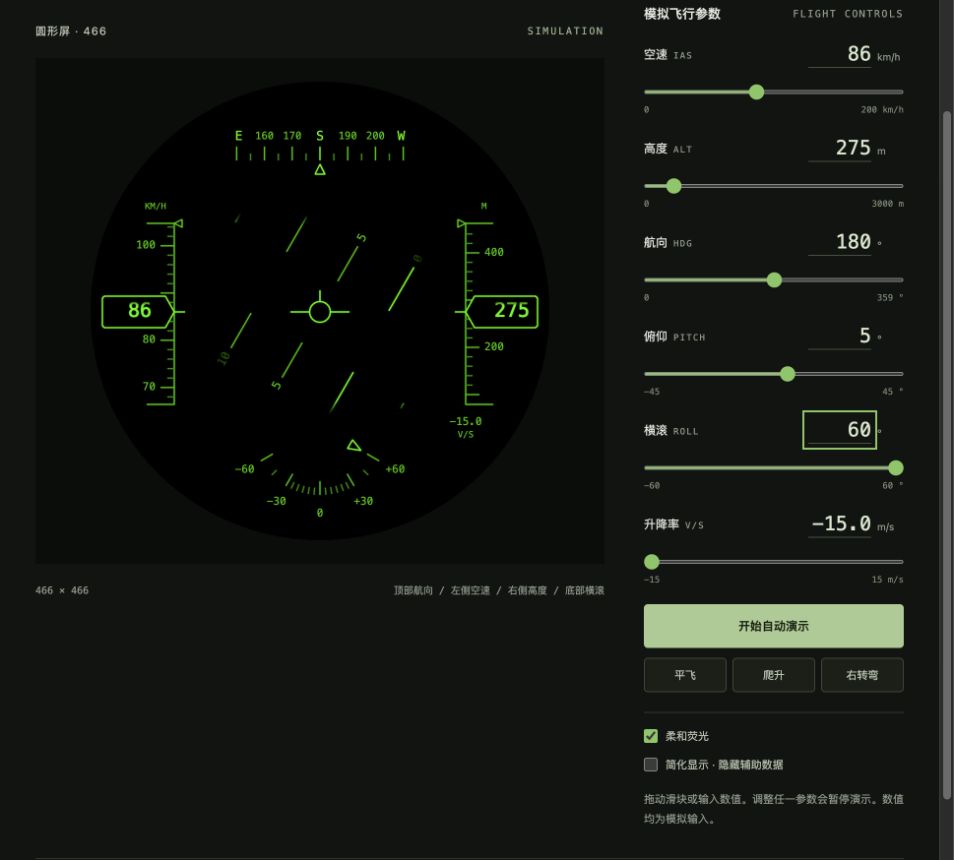 圆形屏 · 466
SIMULATION
E 160 170 S 190 200 W
KM/H
100
86
80
70
M
400
275
200
−15.0
V/S
5
0
10
5
−60
−30
0
+30
+60
466 × 466
顶部航向 / 左侧空速 / 右侧高度 / 底部横滚
模拟飞行参数
FLIGHT CONTROLS
空速 IAS
86 km/h
0
200 km/h
高度 ALT
275 m
0
3000 m
航向 HDG
180 °
0
359 °
俯仰 PITCH
5 °
−45
45 °
横滚 ROLL
60 °
−60
60 °
升降率 V/S
−15.0 m/s
−15
15 m/s
开始自动演示
平飞
爬升
右转弯
柔和荧光
简化显示 · 隐藏辅助数据
拖动滑块或输入数值。调整任一参数会暂停演示。数值
均为模拟输入。